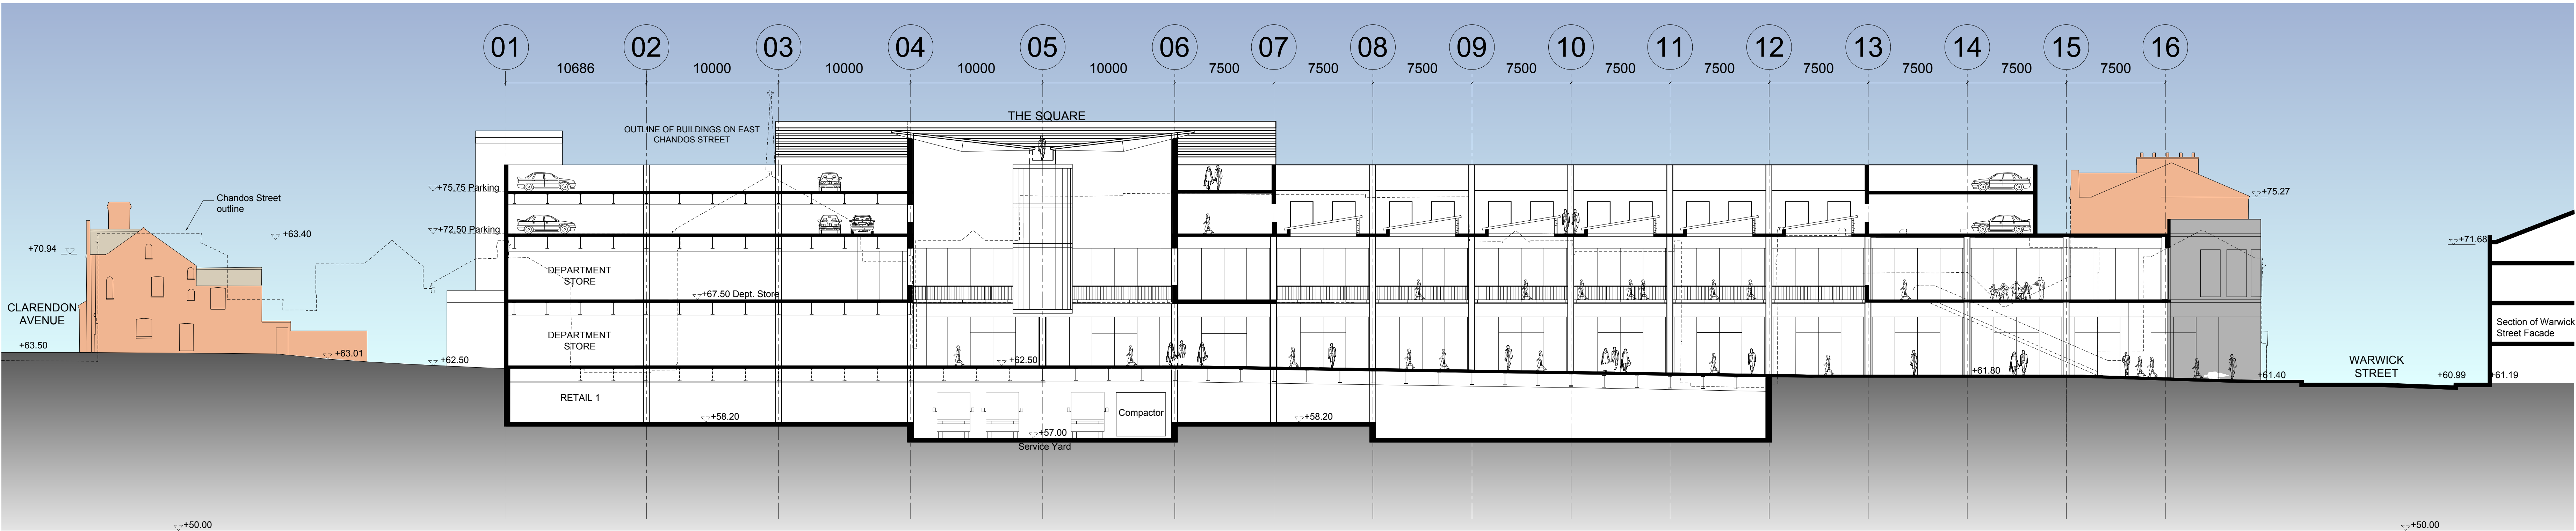 01 02 03 04 05 06 07 08 09 10 11 12 13 14 15 16
10686 10000 10000 10000 10000 7500 7500 7500 7500 7500 7500 7500 7500 7500 7500
THE SQUARE
OUTLINE OF BUILDINGS ON EAST
CHANDOS STREET
+75.75 Parking
+75.27
Chandos Street
outline
+72.50 Parking
+63.40
+70.94
+71.68
DEPARTMENT
STORE
+67.50 Dept. Store
CLARENDON
AVENUE
+63.50
DEPARTMENT
STORE
Section of Warwick
Street Facade
+63.01
+62.50
+62.50
WARWICK
STREET
+61.80
+61.40
+60.99
+61.19
RETAIL 1
+58.20
Compactor
+58.20
+57.00
Service Yard
+50.00
+50.00